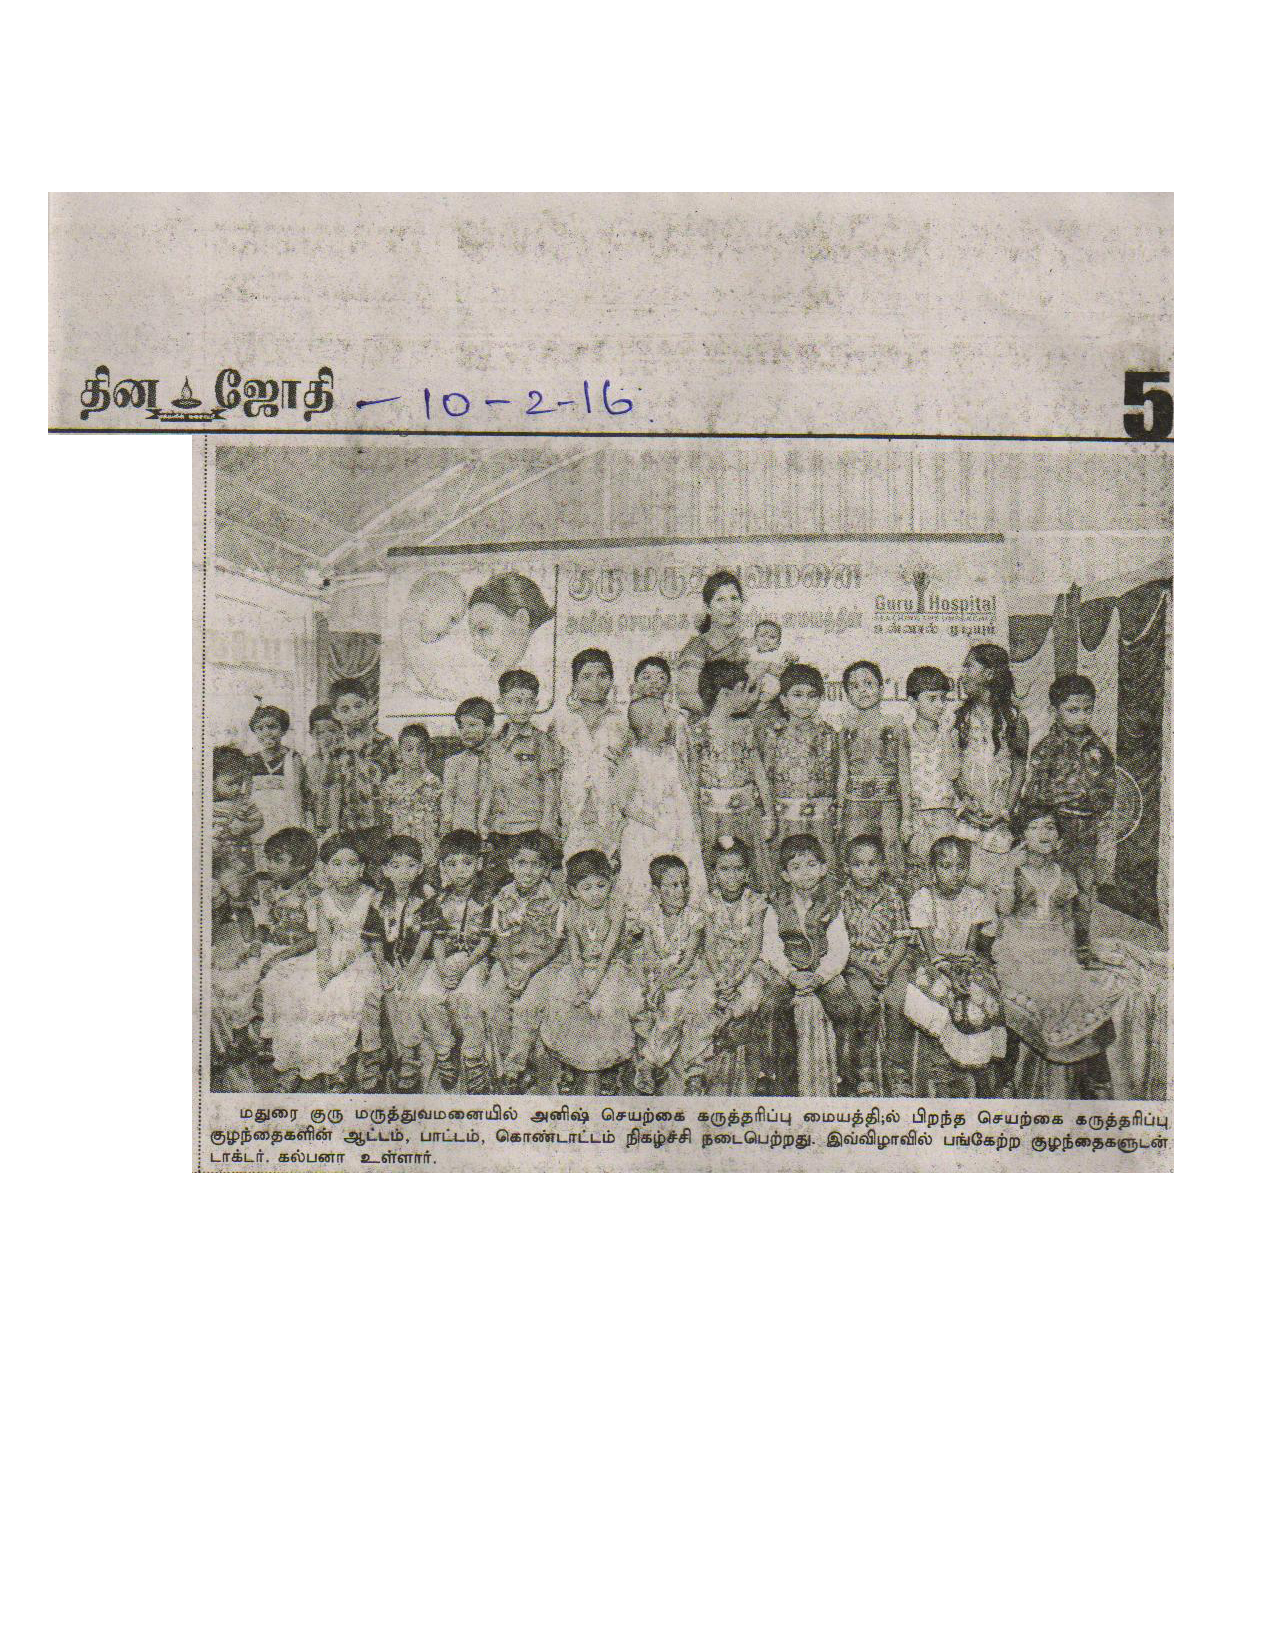 தின ஜோதி - 10-2-16
5
குரு மருத்துவமனை
Guru Hospital
உன்னால் முடியும்
மதுரை குரு மருத்துவமனையில் அனிஷ் செயற்கை கருத்தரிப்பு மையத்தி;ல் பிறந்த செயற்கை கருத்தரிப்பு
குழந்தைகளின் ஆட்டம், பாட்டம், கொண்டாட்டம் நிகழ்ச்சி நடைபெற்றது. இவ்விழாவில் பங்கேற்ற குழந்தைகளுடன்
டாக்டர். கல்பனா உள்ளார்.